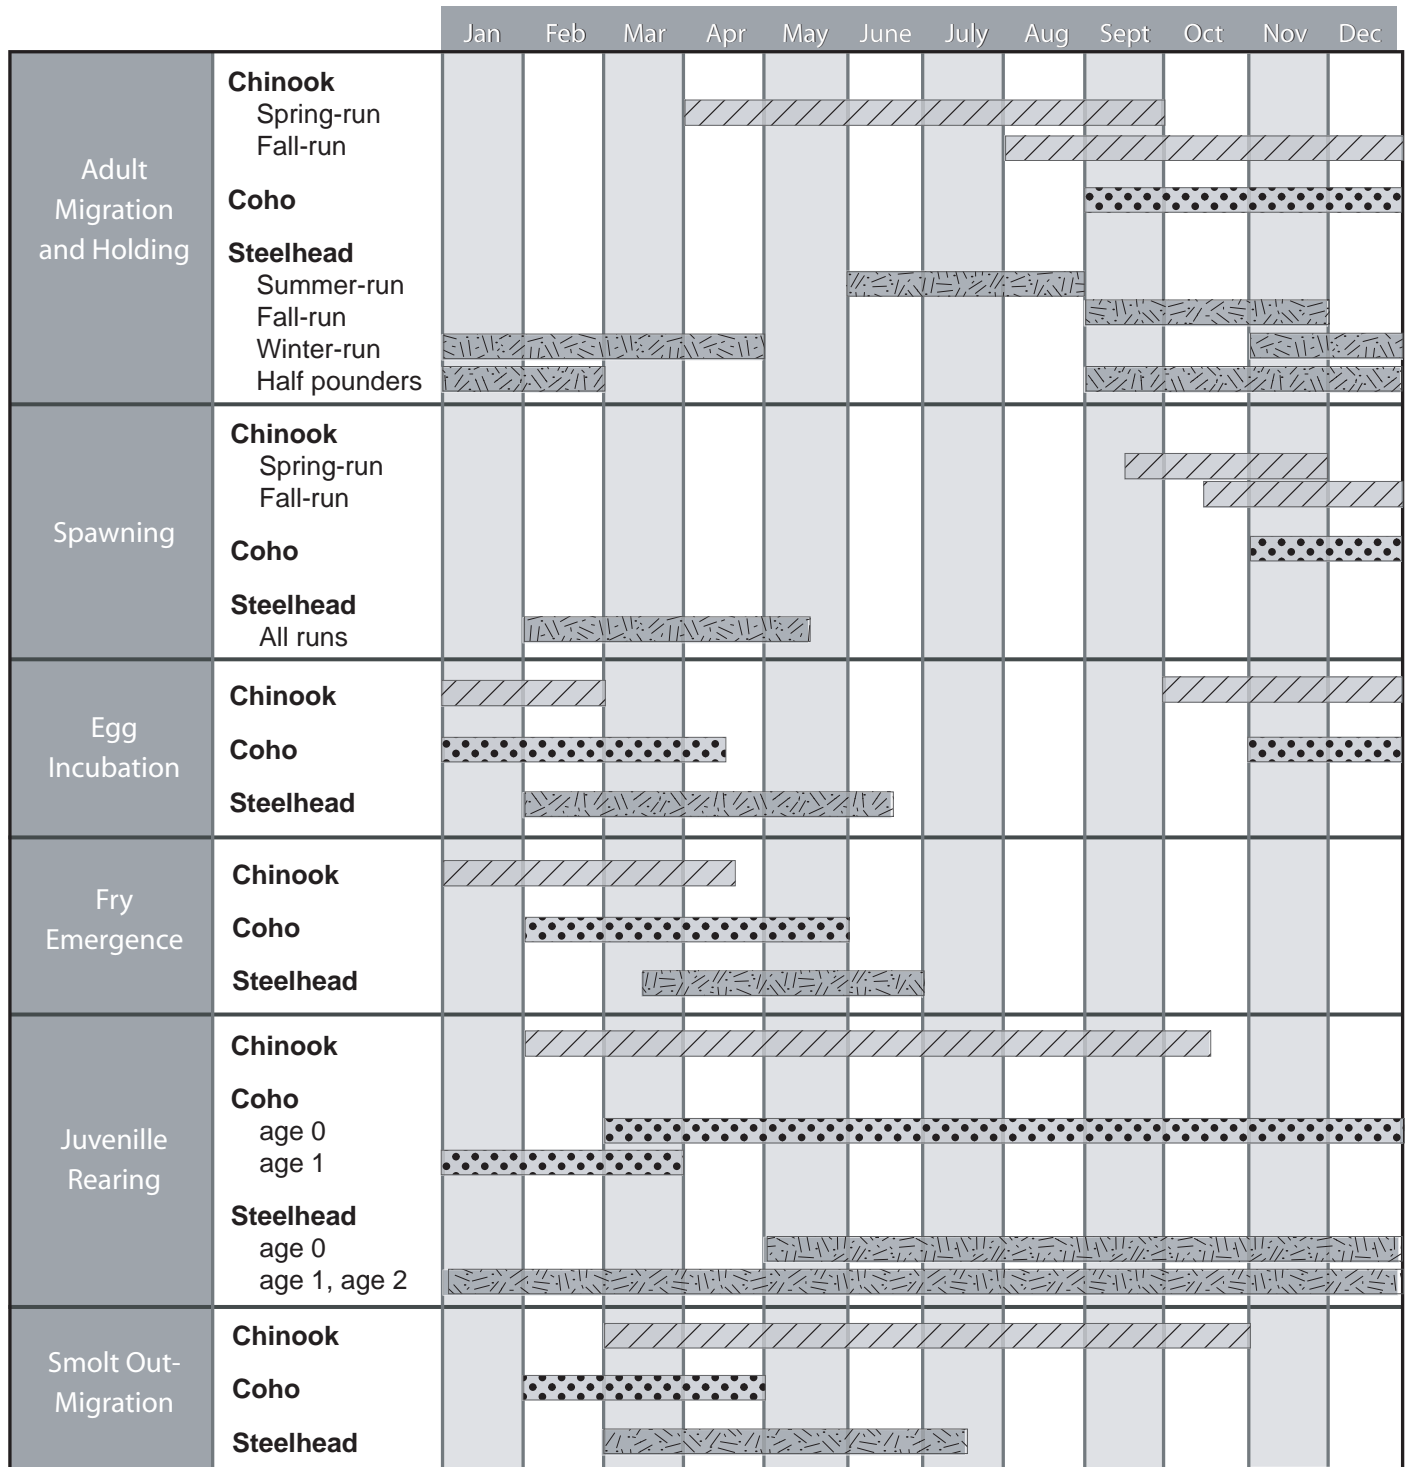 Jan Feb Mar Apr May June July Aug Sept Oct Nov Dec
Adult
Migration
and Holding
Chinook
Spring-run
Fall-run
Coho
Steelhead
Summer-run
Fall-run
Winter-run
Half pounders
Spawning
Chinook
Spring-run
Fall-run
Coho
Steelhead
All runs
Egg
Incubation
Chinook
Coho
Steelhead
Fry
Emergence
Chinook
Coho
Steelhead
Juvenille
Rearing
Chinook
Coho
age 0
age 1
Steelhead
age 0
age 1, age 2
Smolt Out-
Migration
Chinook
Coho
Steelhead